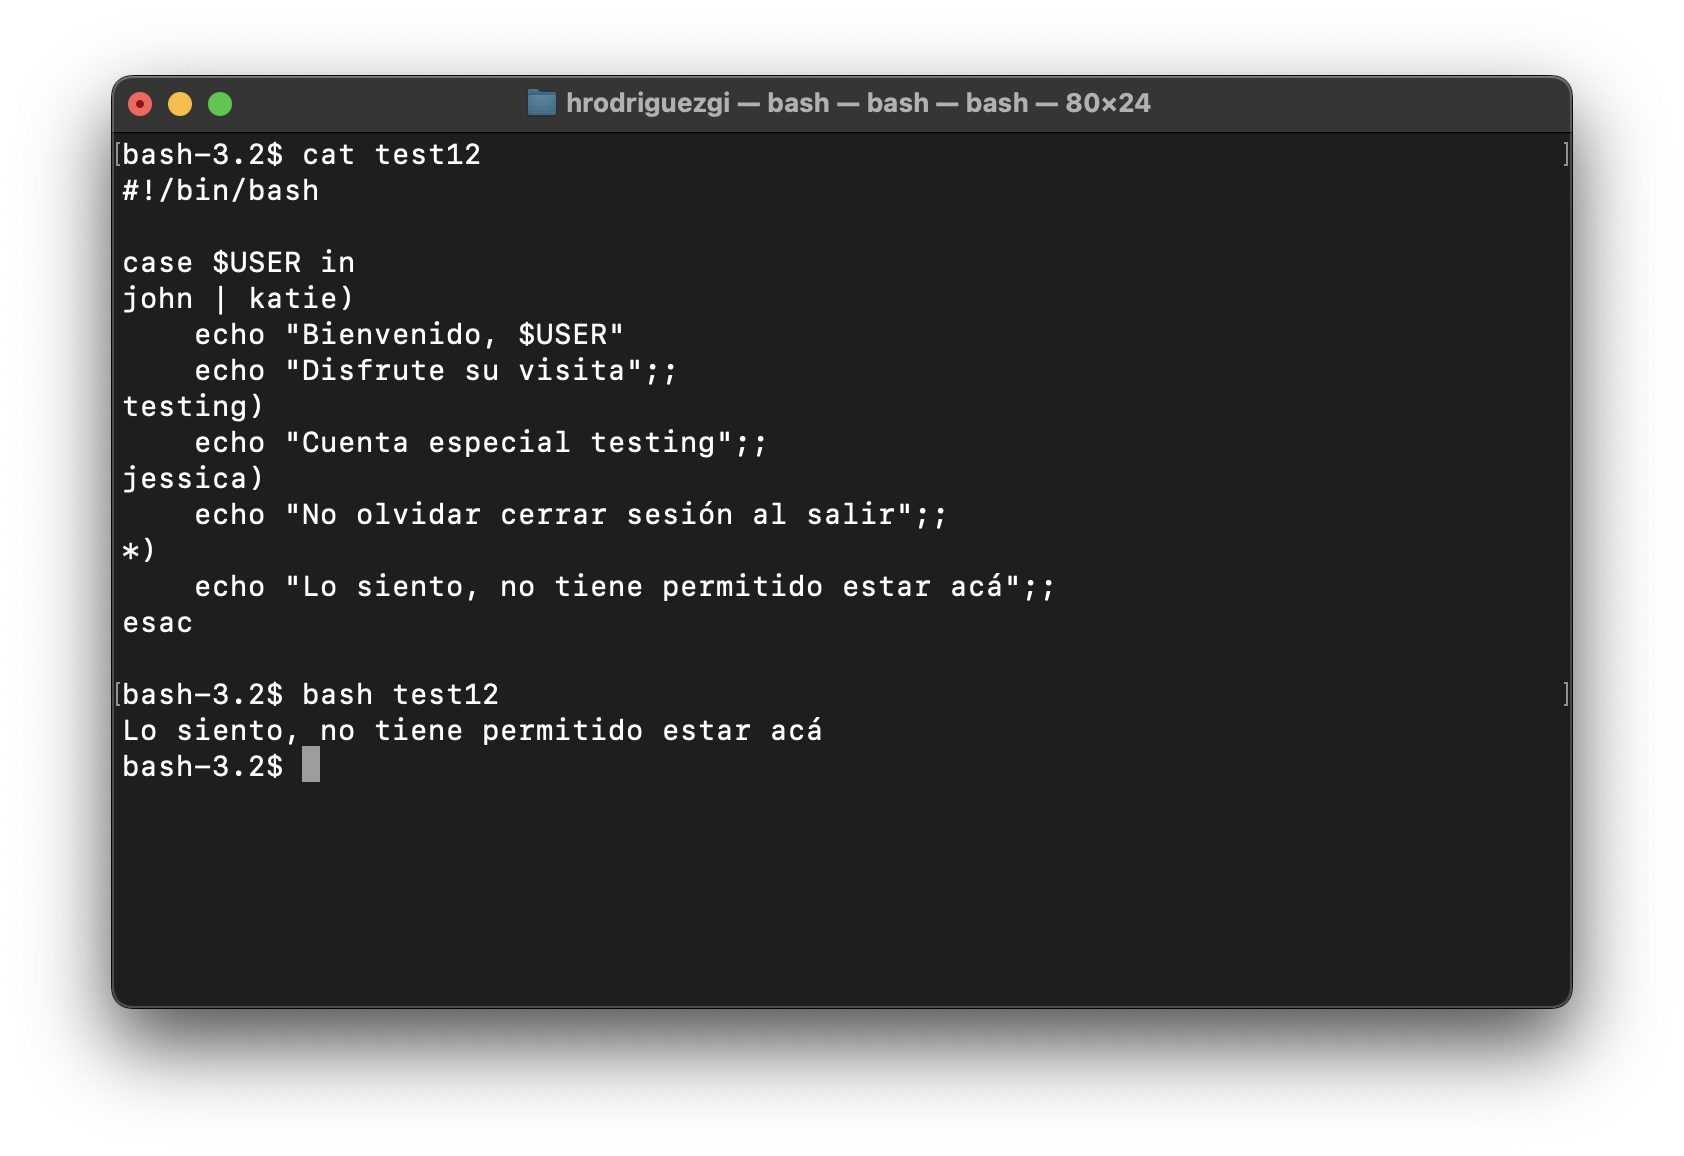 hrodriguezgi — bash — bash — bash — 80×24
[bash-3.2$ cat test12 ]
#!/bin/bash

case $USER in
john | katie)
    echo "Bienvenido, $USER"
    echo "Disfrute su visita";;
testing)
    echo "Cuenta especial testing";;
jessica)
    echo "No olvidar cerrar sesión al salir";;
*)
    echo "Lo siento, no tiene permitido estar acá";;
esac

[bash-3.2$ bash test12 ]
Lo siento, no tiene permitido estar acá
bash-3.2$